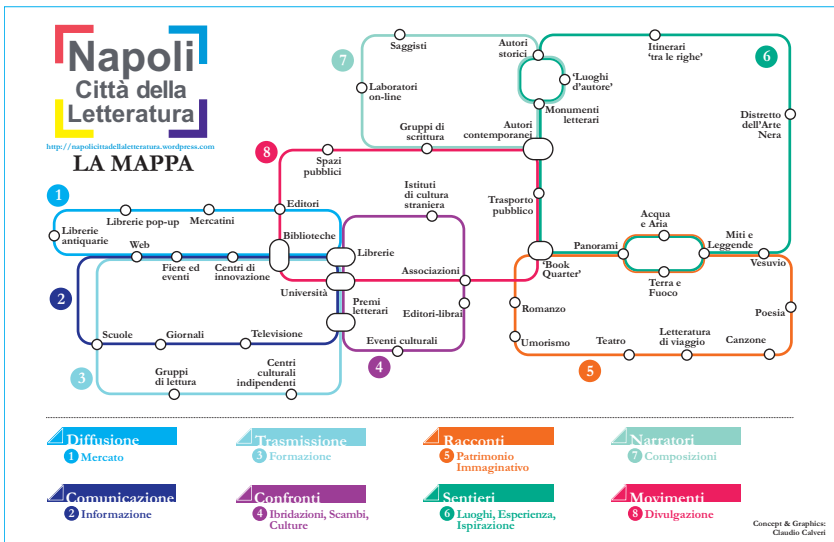 Napoli
Città della
Letteratura
http://napolicittadellaletteratura.wordpress.com
LA MAPPA
Saggisti
7
Laboratori
on-line
Gruppi di
scrittura
Autori
storici
'Luoghi
d'autore'
Monumenti
letterari
Autori
contemporanei
Itinerari
'tra le righe'
6
Distretto
dell'Arte
Nera
8
Spazi
pubblici
Istituti
di cultura
straniera
Trasporto
pubblico
1
Librerie pop-up
Mercatini
Editori
Librerie
antiquarie
Web
Fiere ed
eventi
Centri di
innovazione
Biblioteche
Librerie
Università
Premi
letterari
Associazioni
Editori-librai
Eventi culturali
4
'Book
Quarter'
Panorami
Acqua
e Aria
Terra e
Fuoco
Miti e
Leggende
Vesuvio
Romanzo
Umorismo
Teatro
Letteratura
di viaggio
Canzone
Poesia
5
2
Scuole
Giornali
Televisione
3
Gruppi
di lettura
Centri
culturali
indipendenti
Diffusione
1 Mercato
Trasmissione
3 Formazione
Racconti
5 Patrimonio
Immaginativo
Narratori
7 Composizioni
Comunicazione
2 Informazione
Confronti
4 Ibridazioni, Scambi,
Culture
Sentieri
6 Luoghi, Esperienza,
Ispirazione
Movimenti
8 Divulgazione
Concept & Graphics:
Claudio Calveri